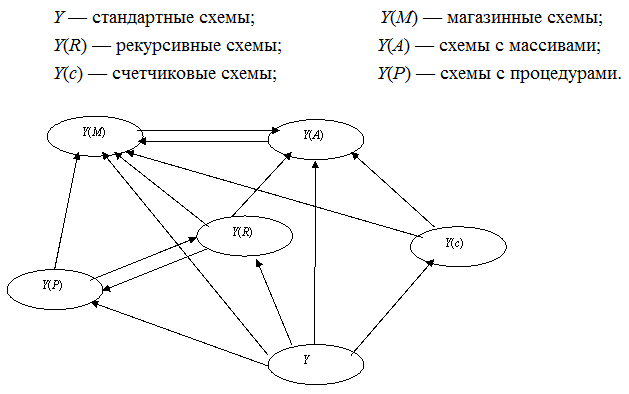 Y — стандартные схемы; Y(M) — магазинные схемы;
Y(R) — рекурсивные схемы; Y(A) — схемы с массивами;
Y(c) — счетчиковые схемы; Y(P) — схемы с процедурами.
Y(M)
Y(A)
Y(R)
Y(c)
Y(P)
Y